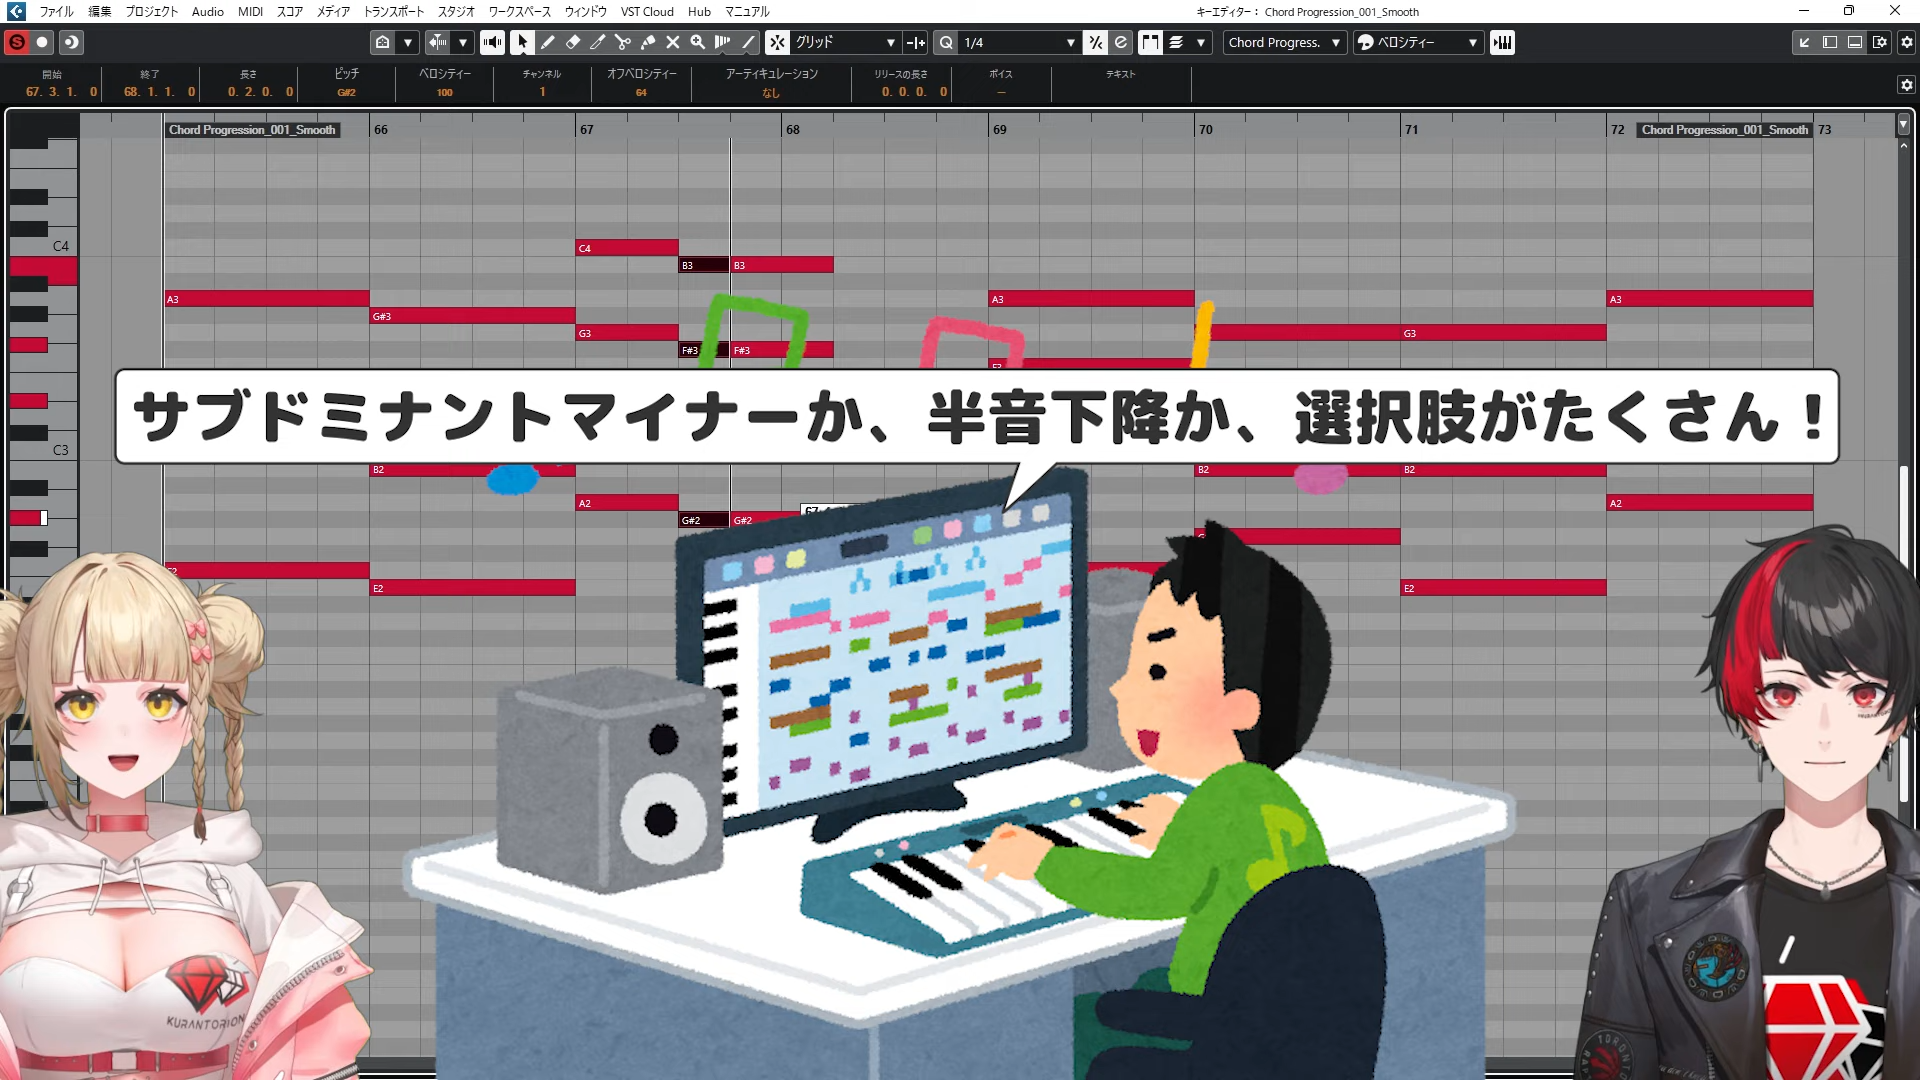 ファイル 編集 プロジェクト Audio MIDI スコア メディア トランスポート スタジオ ワークスペース ウィンドウ VST Cloud Hub マニュアル キーエディター： Chord Progression_001_Smooth
S グリッド Q 1/4 Chord Progress. ベロシティー
開始 終了 長さ ピッチ ベロシティー チャンネル オフベロシティー アーティキュレーション リリースの長さ ボイス テキスト
67. 3. 1. 0 68. 1. 1. 0 0. 2. 0. 0 G#2 100 1 64 なし 0. 0. 0. 0 –
Chord Progression_001_Smooth 66 67 68 69 70 71 72 Chord Progression_001_Smooth 73
C4 C4
B3 B3
A3 A3 A3
G#3
G3 G3
F#3 F#3
サブドミナントマイナーか、半音下降か、選択肢がたくさん！
C3
B2 B2 B2
A2 A2
G#2 G#2
E2 E2
KURANTORION